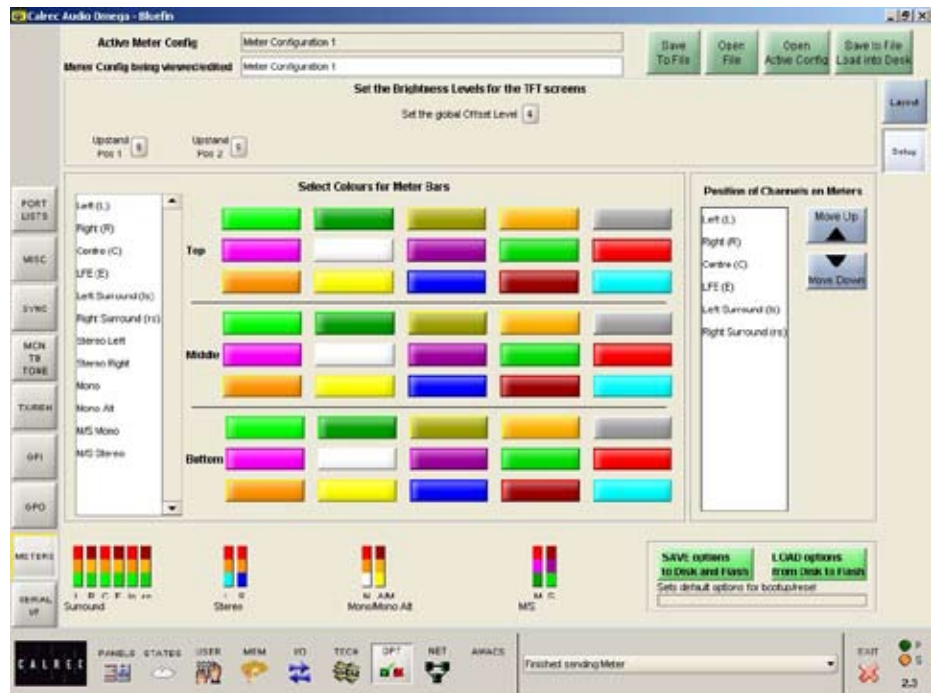 Calrec Audio Omega - Bluefin
Active Meter Config
Meter Configuration 1
Meter Config being viewed/edited
Meter Configuration 1
Save To File
Open File
Open Active Config
Save to File Load into Desk
Set the Brightness Levels for the TFT screens
Set the global Offset Level
4
Upstand Pos 1
Upstand Pos 2
Layout
Setup
PORT LISTS
MISC
SYNC
MCN TB TONE
TX/REH
GPI
GPO
METERS
SERIAL I/F
Select Colours for Meter Bars
Left (L)
Right (R)
Centre (C)
LFE (E)
Left Surround (ls)
Right Surround (rs)
Stereo Left
Stereo Right
Mono
Mono Alt
M/S Mono
M/S Stereo
Top
Middle
Bottom
Position of Channels on Meters
Left (L)
Right (R)
Centre (C)
LFE (E)
Left Surround (ls)
Right Surround (rs)
Move Up
Move Down
L R C E ls rs
Surround
L R
Stereo
M A/M
Mono/Mono Alt
M S
M/S
SAVE options to Disk and Flash
LOAD options from Disk to Flash
Sets default options for bootup/reset
CALREC
PANELS
STATES
USER
MEM
I/O
TECH
OPT
NET
AWACS
Finished sending Meter
EXIT
P
S
2.3